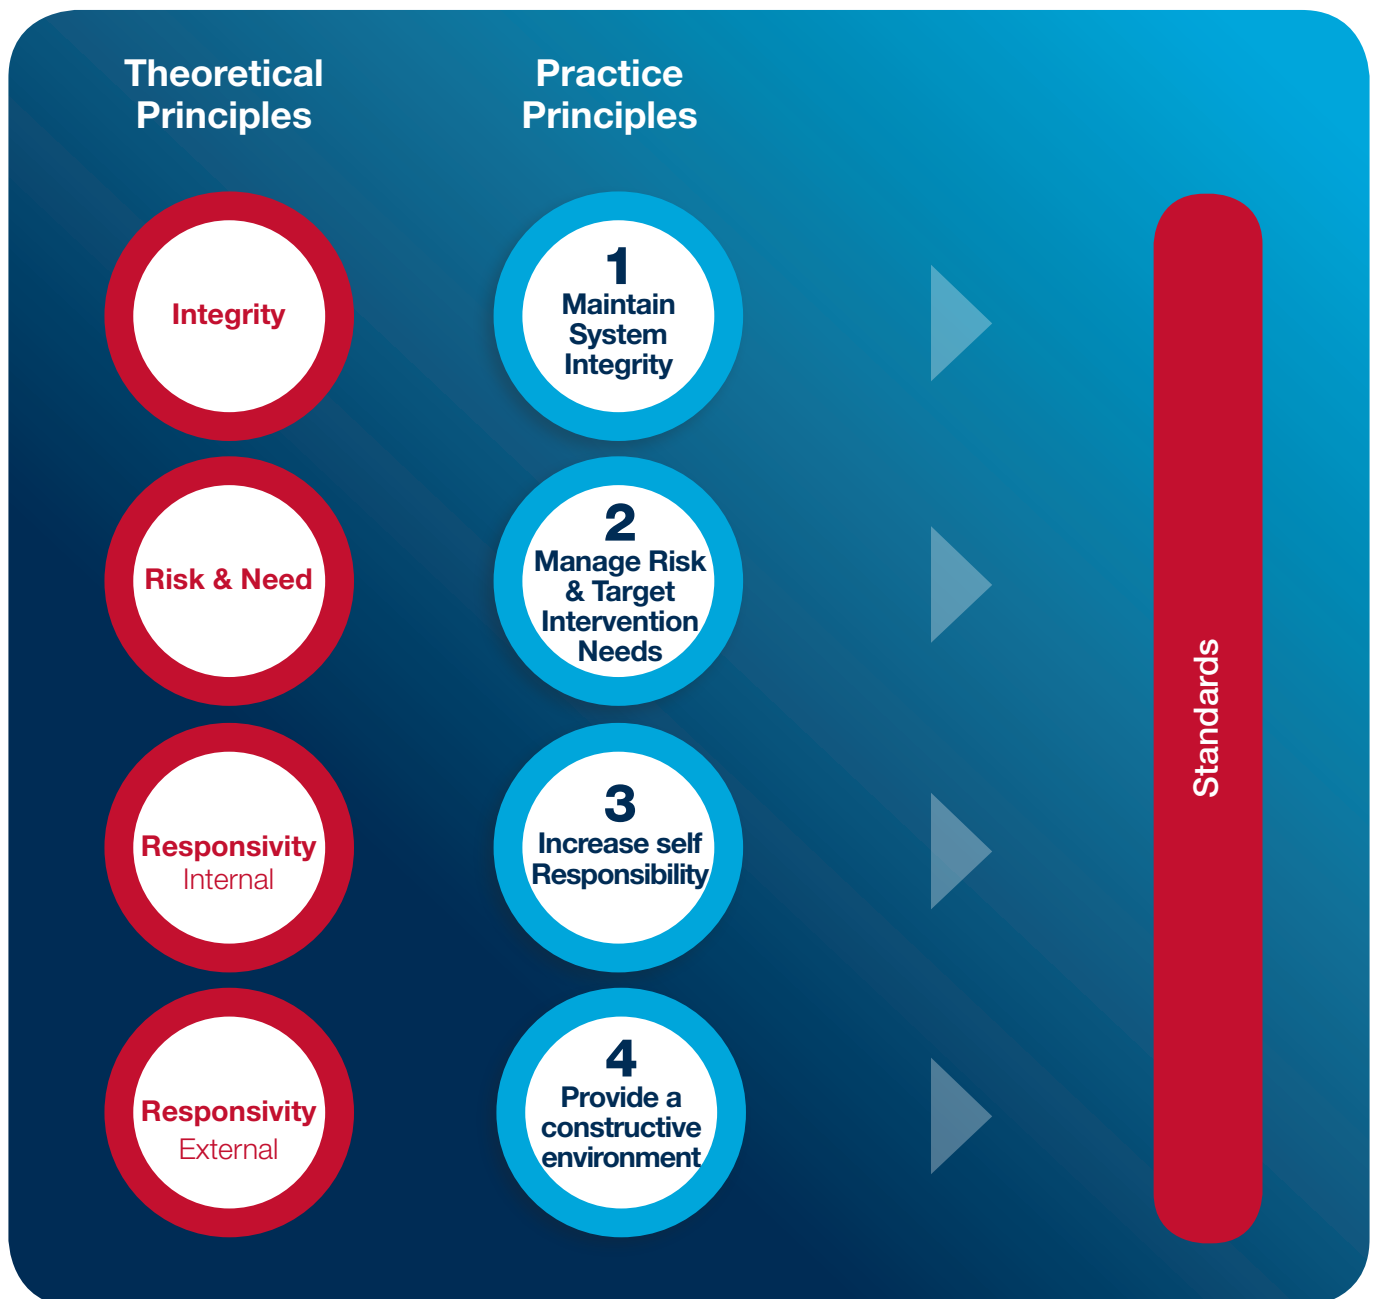 Theoretical
Principles
Practice
Principles
Integrity
1
Maintain
System
Integrity
Risk & Need
2
Manage Risk
& Target
Intervention
Needs
Responsivity
Internal
3
Increase self
Responsibility
Responsivity
External
4
Provide a
constructive
environment
Standards